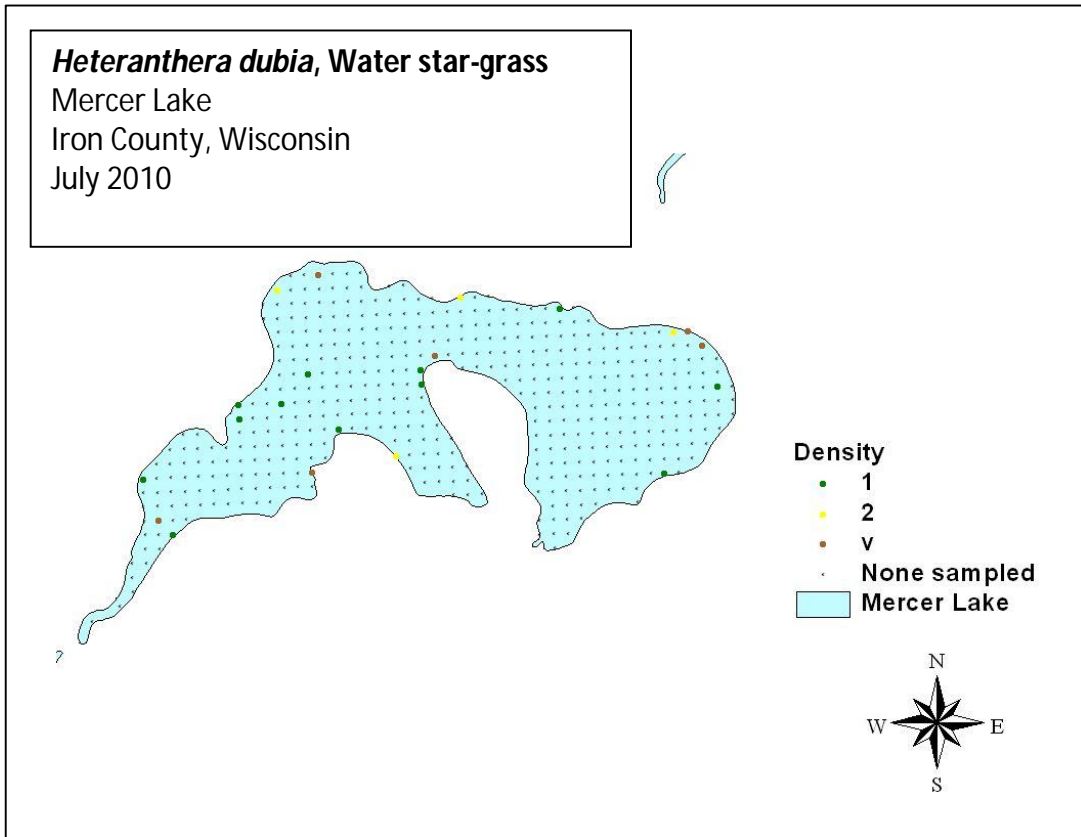 Heteranthera dubia, Water star-grass
Mercer Lake
Iron County, Wisconsin
July 2010
Density
1
2
v
None sampled
Mercer Lake
N
W E
S